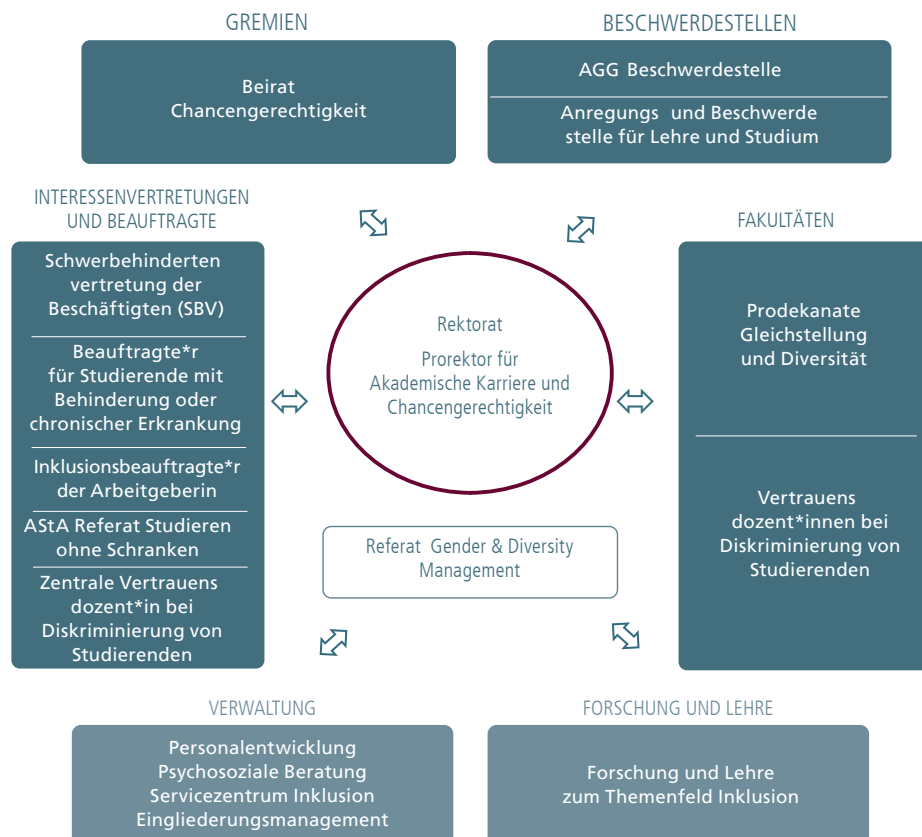 GREMIEN
Beirat
Chancengerechtigkeit
BESCHWERDESTELLEN
AGG Beschwerdestelle
Anregungs und Beschwerde
stelle für Lehre und Studium
INTERESSENVERTRETUNGEN
UND BEAUFTRAGTE
Schwerbehinderten
vertretung der
Beschäftigten (SBV)
Beauftragte*r
für Studierende mit
Behinderung oder
chronischer Erkrankung
Inklusionsbeauftragte*r
der Arbeitgeberin
AStA Referat Studieren
ohne Schranken
Zentrale Vertrauens
dozent*in bei
Diskriminierung von
Studierenden
Rektorat
Prorektor für
Akademische Karriere und
Chancengerechtigkeit
Referat Gender & Diversity
Management
FAKULTÄTEN
Prodekanate
Gleichstellung
und Diversität
Vertrauens
dozent*innen bei
Diskriminierung von
Studierenden
VERWALTUNG
Personalentwicklung
Psychosoziale Beratung
Servicezentrum Inklusion
Eingliederungsmanagement
FORSCHUNG UND LEHRE
Forschung und Lehre
zum Themenfeld Inklusion